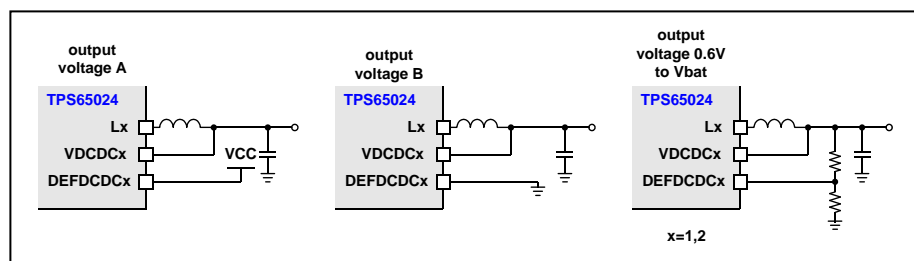 output
voltage A
TPS65024
Lx
VDCDCx
VCC
DEFDCDCx
output
voltage B
TPS65024
Lx
VDCDCx
DEFDCDCx
output
voltage 0.6V
to Vbat
TPS65024
Lx
VDCDCx
DEFDCDCx
x=1,2